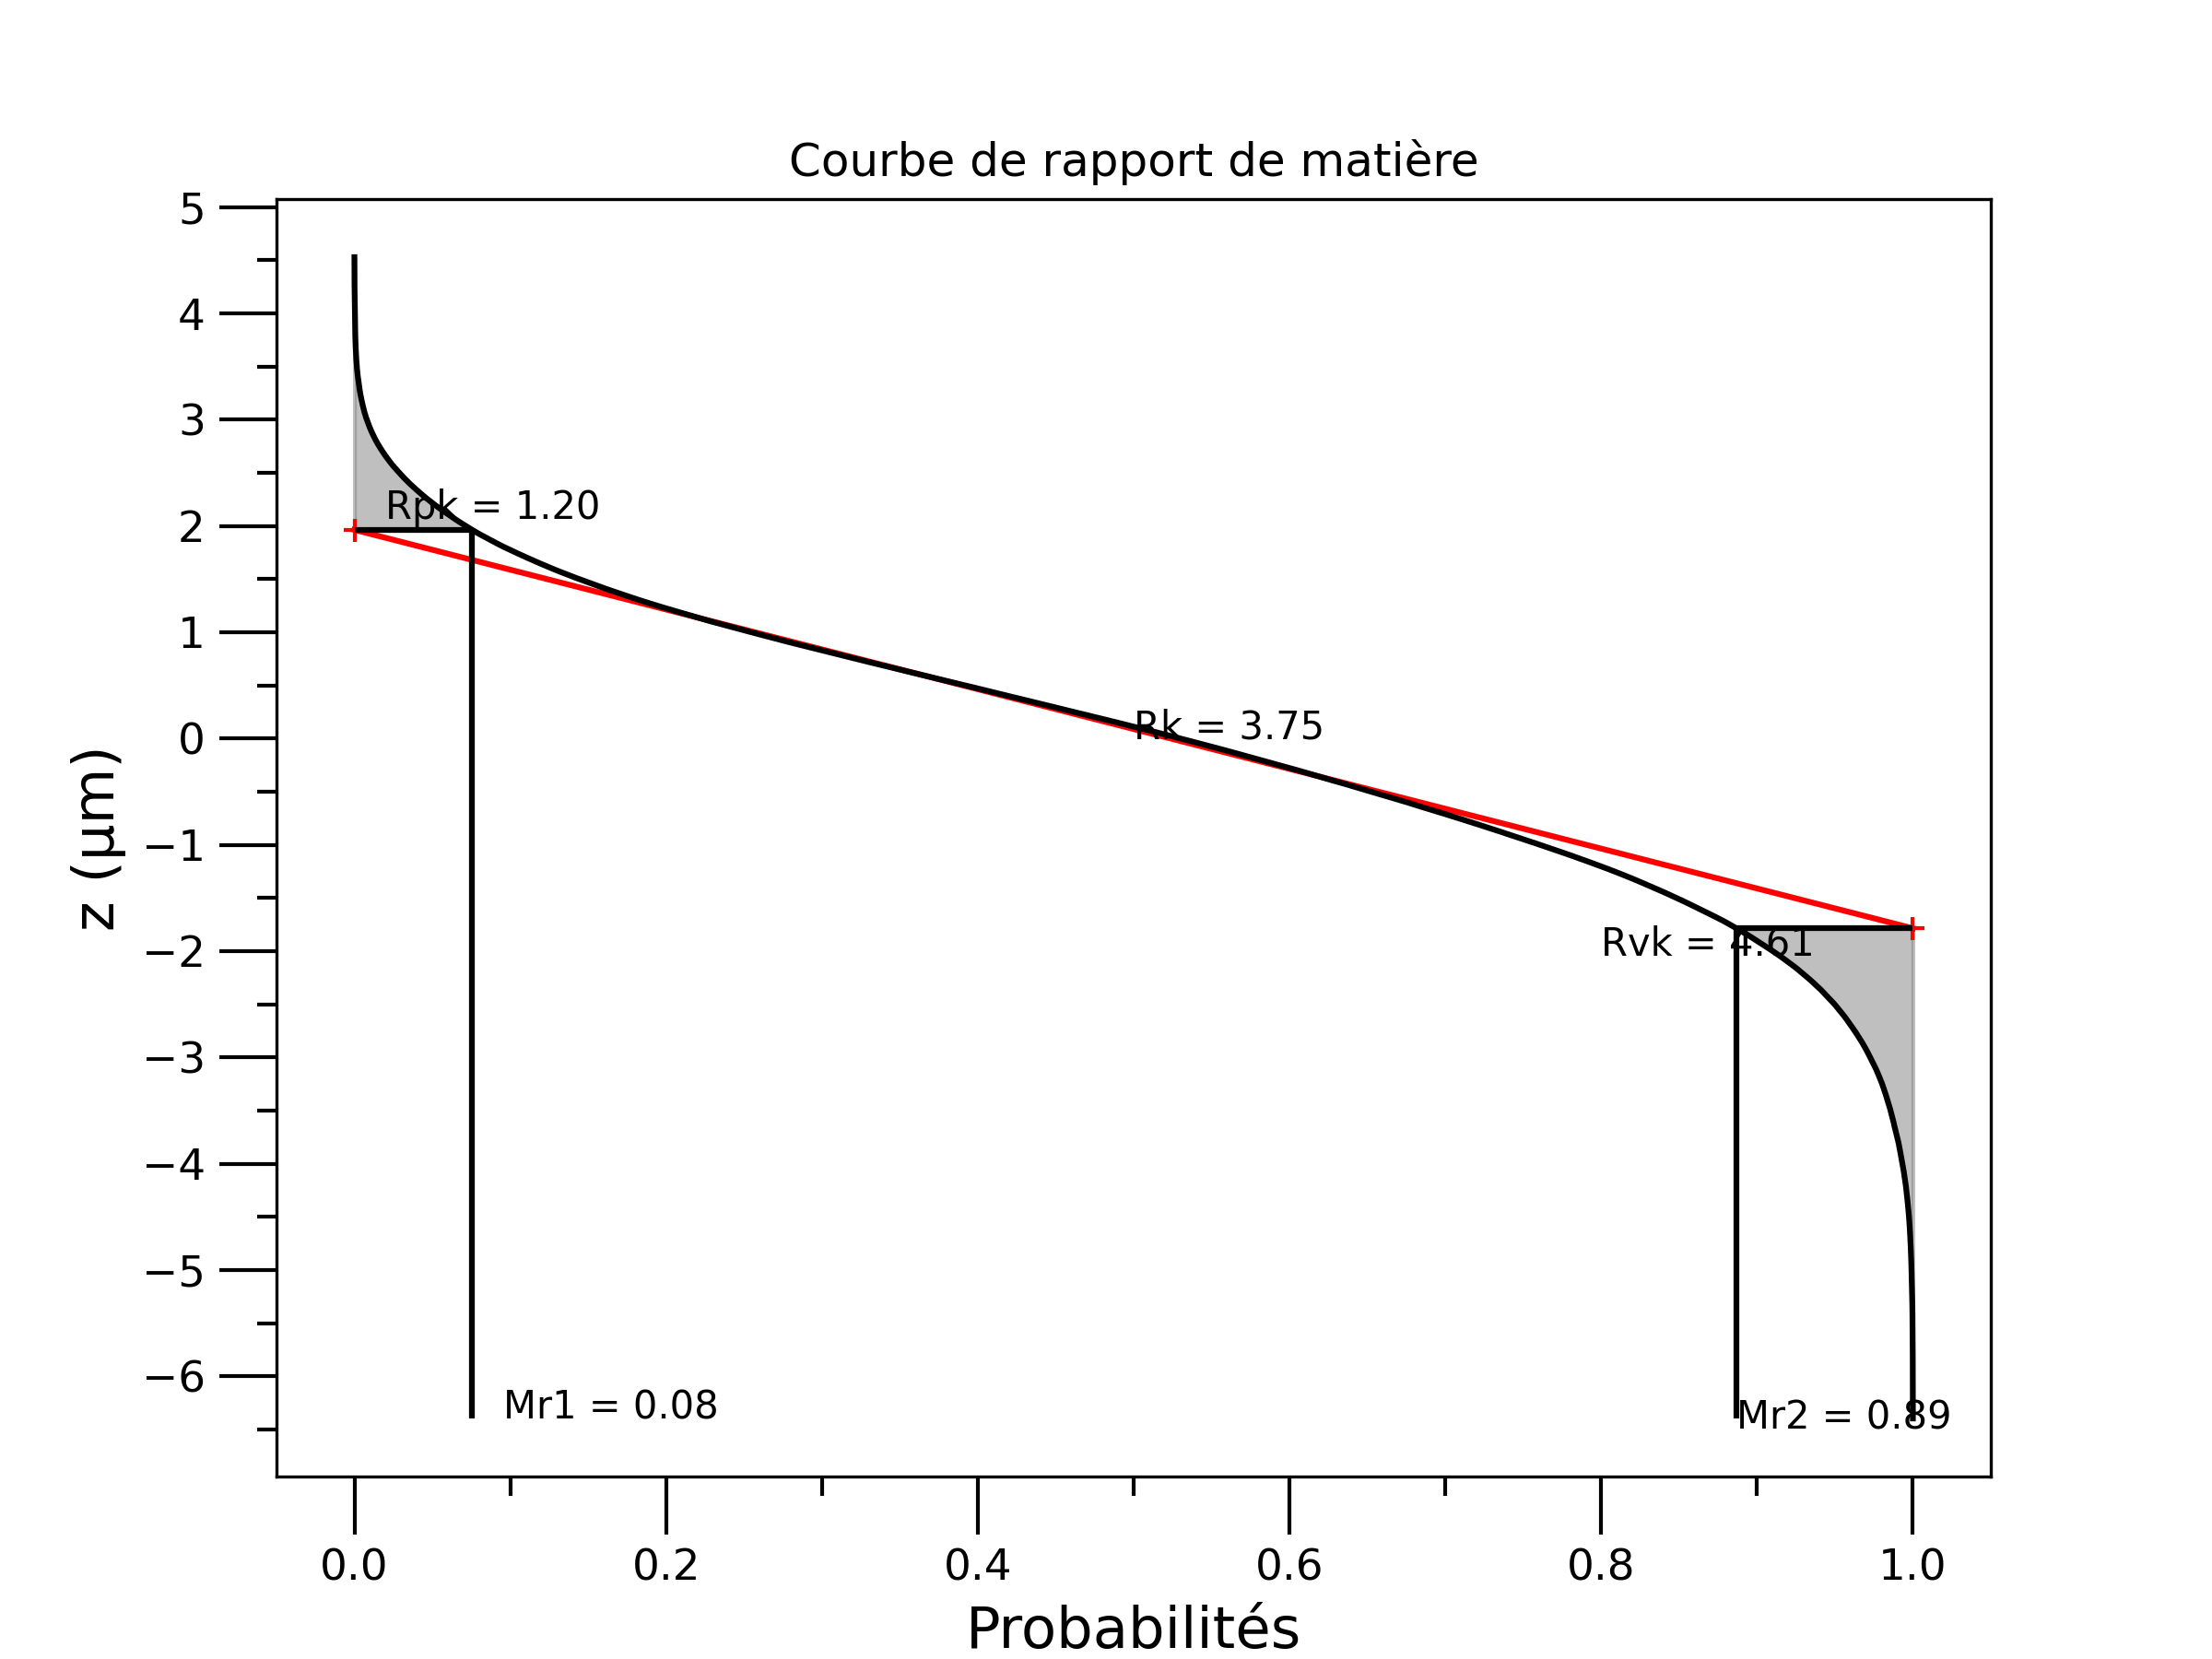 Courbe de rapport de matière
5
4
3
2
1
0
−1
−2
−3
−4
−5
−6
z (µm)
Rpk = 1.20
Rk = 3.75
Rvk = 4.61
Mr1 = 0.08
Mr2 = 0.89
0.0 0.2 0.4 0.6 0.8 1.0
Probabilités